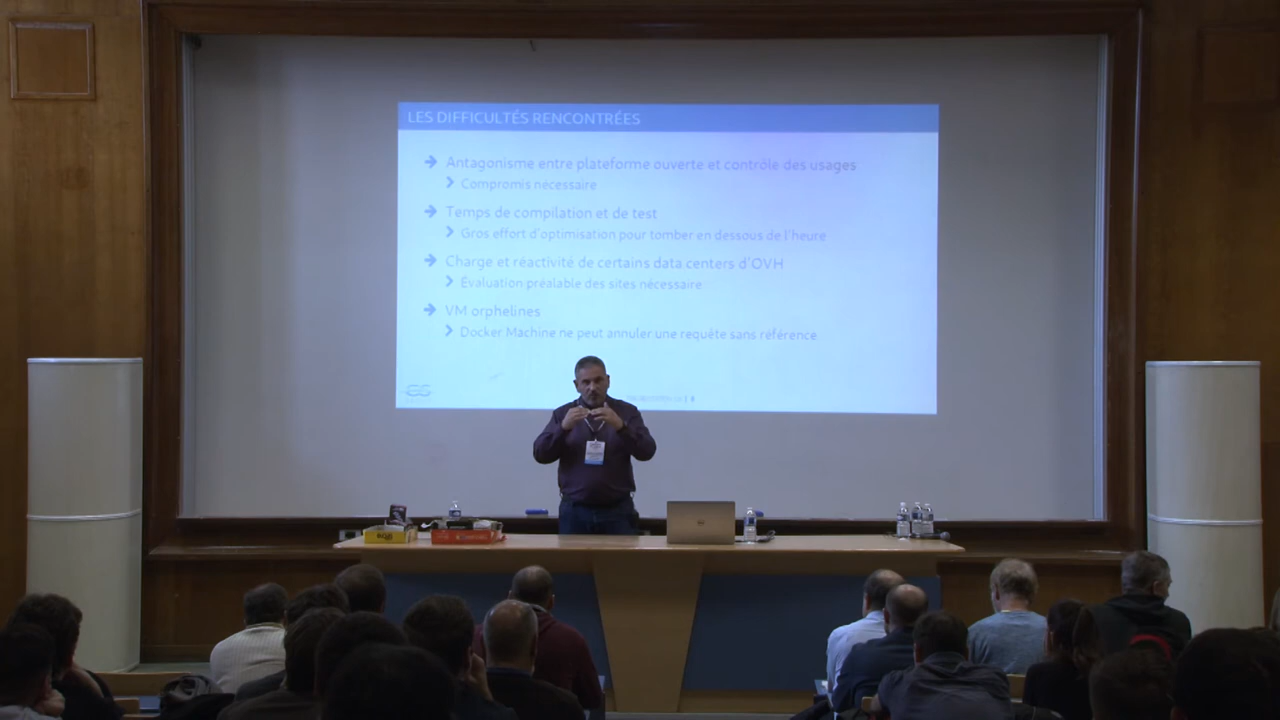 LES DIFFICULTÉS RENCONTRÉES
Antagonisme entre plateforme ouverte et contrôle des usages
Compromis nécessaire
Temps de compilation et de test
Gros effort d'optimisation pour tomber en dessous de l'heure
Charge et réactivité de certains data centers d'OVH
Évaluation préalable des sites nécessaire
VM orphelines
Docker Machine ne peut annuler une requête sans référence